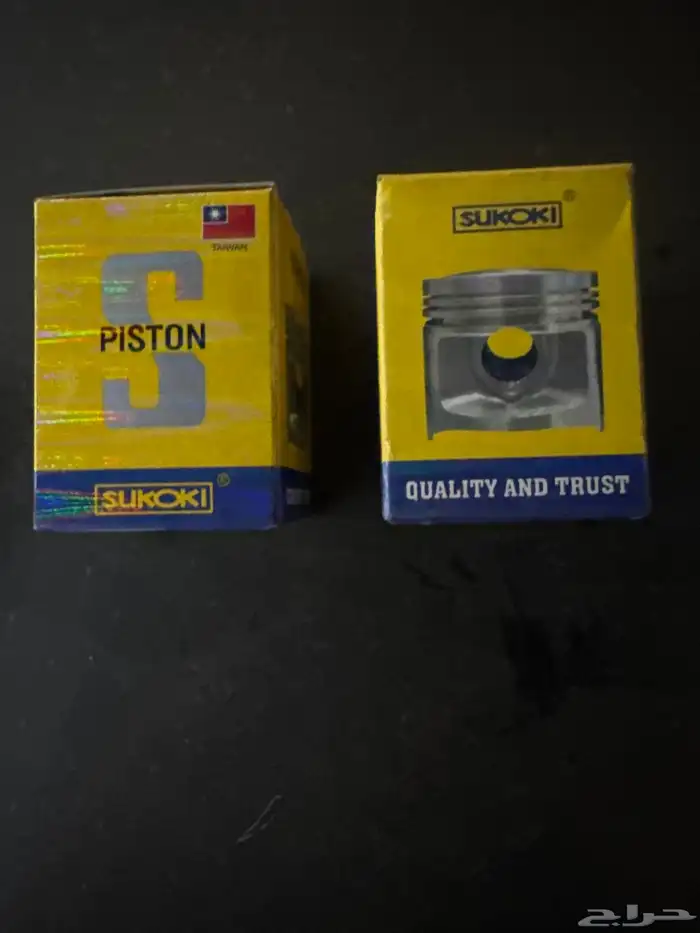 TAIWAN
PISTON
SUKOKI®
SUKOKI®
QUALITY AND TRUST
حراج